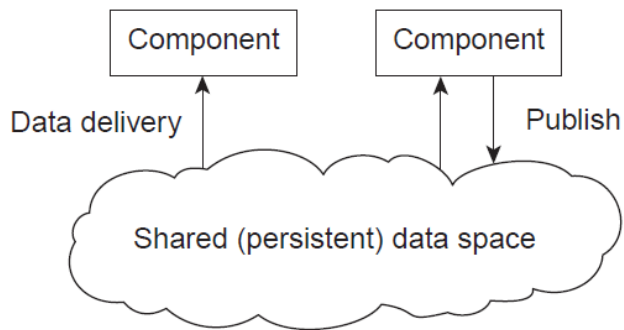 Component
Component
Data delivery
Publish
Shared (persistent) data space